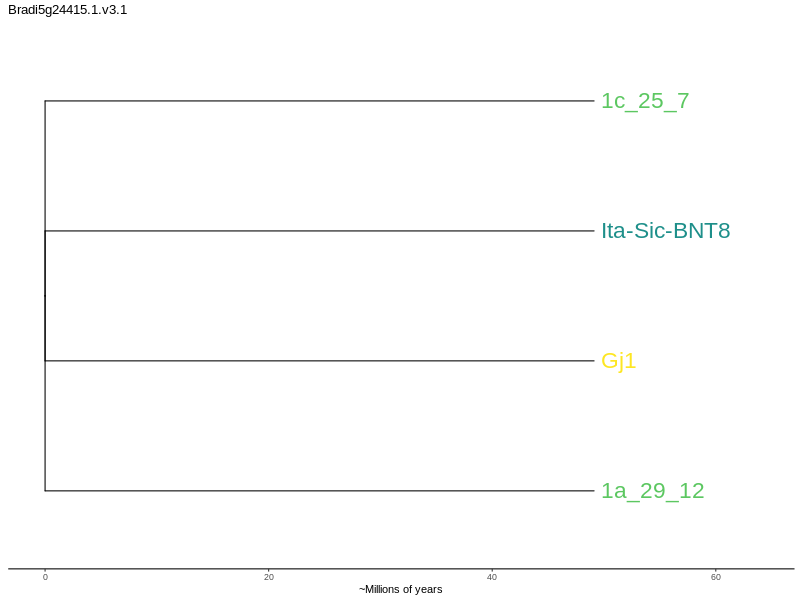 Bradi5g24415.1.v3.1
1c_25_7
Ita-Sic-BNT8
Gj1
1a_29_12
0 20 40 60
~Millions of years